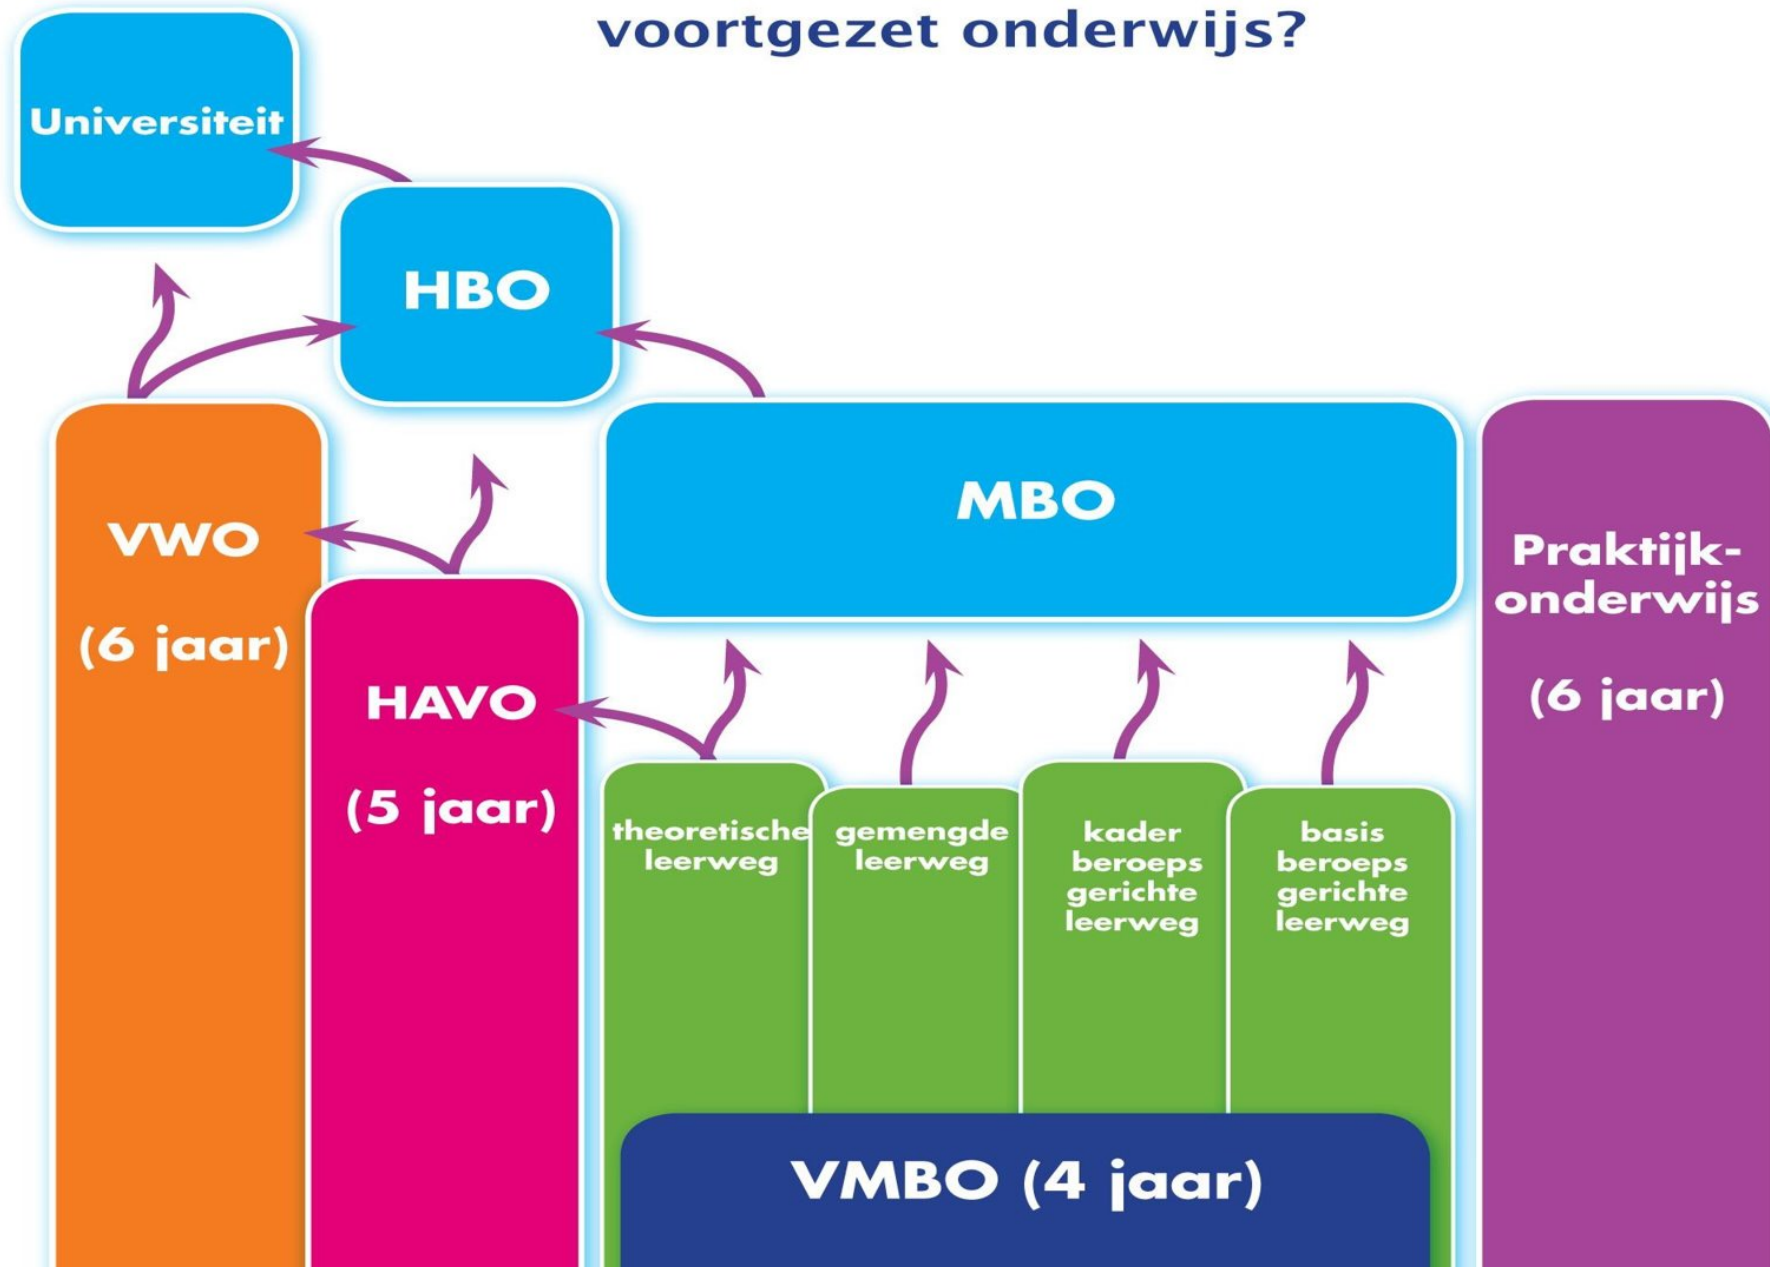 voortgezet onderwijs?
Universiteit
HBO
MBO
VWO
(6 jaar)
HAVO
(5 jaar)
Praktijk-
onderwijs
(6 jaar)
theoretische
leerweg
gemengde
leerweg
kader
beroeps
gerichte
leerweg
basis
beroeps
gerichte
leerweg
VMBO (4 jaar)